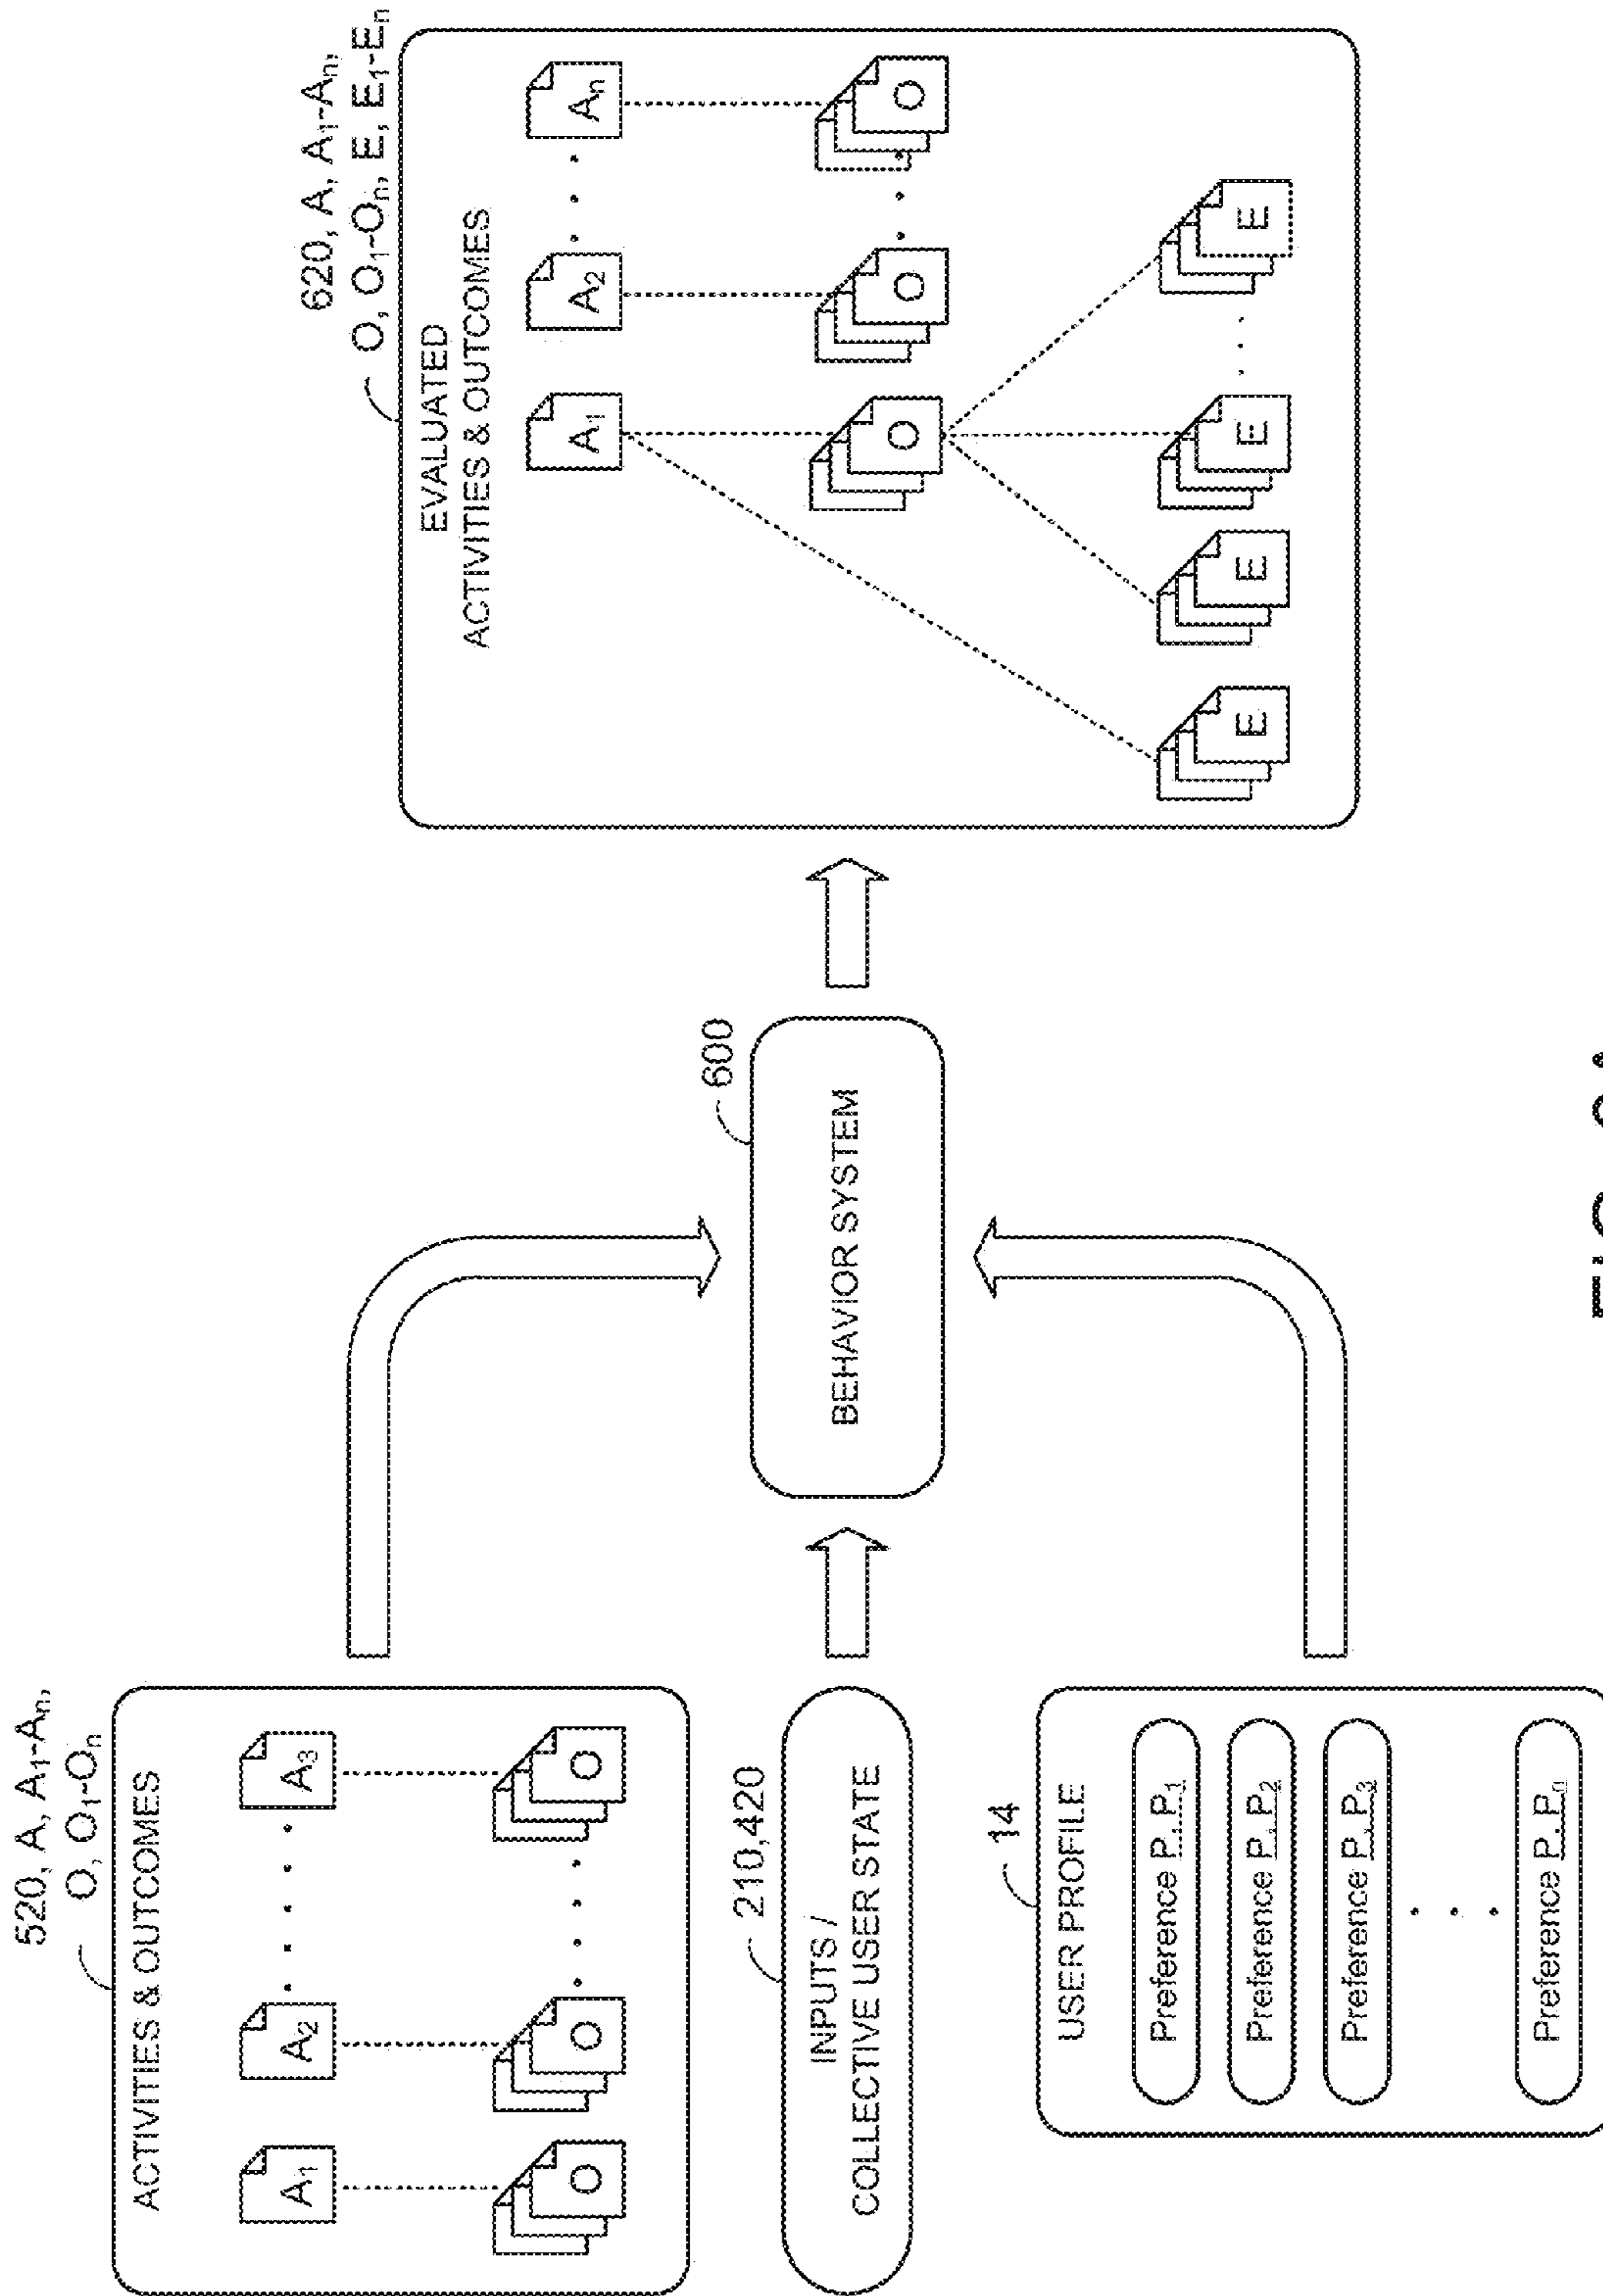 520, A, A₁-Aₙ,
O, O₁-Oₙ
ACTIVITIES & OUTCOMES
A₁
A₂
A₃
O
O
O
210,420
INPUTS /
COLLECTIVE USER STATE
14
USER PROFILE
Preference P, P₁
Preference P, P₂
Preference P, P₃
Preference P, Pₙ
600
BEHAVIOR SYSTEM
620, A, A₁-Aₙ,
O, O₁-Oₙ, E, E₁-Eₙ
EVALUATED
ACTIVITIES & OUTCOMES
A₁
A₂
Aₙ
O
O
O
E
E
E
E